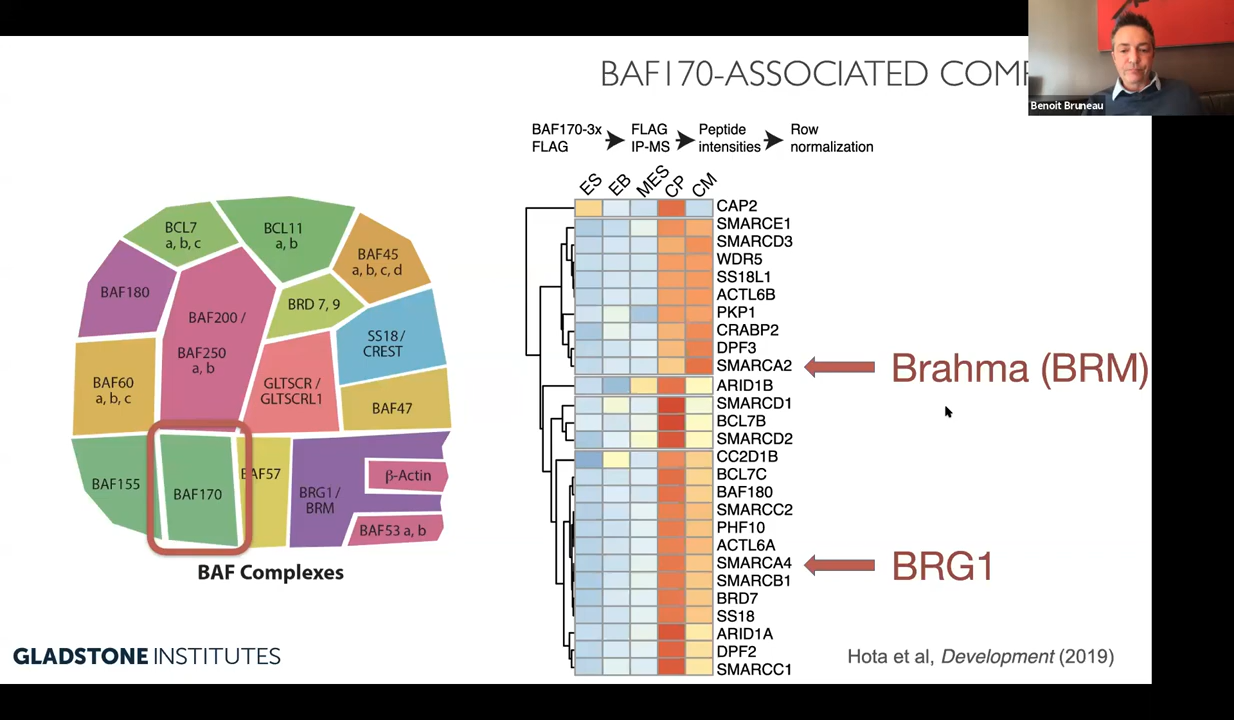 BAF170-ASSOCIATED
Benoit Bruneau
BAF170-3x
FLAG
FLAG
IP-MS
Peptide
intensities
Row
normalization
ES EB MES CP CM
CAP2
SMARCE1
SMARCD3
WDR5
SS18L1
ACTL6B
PKP1
CRABP2
DPF3
SMARCA2
ARID1B
SMARCD1
BCL7B
SMARCD2
CC2D1B
BCL7C
BAF180
SMARCC2
PHF10
ACTL6A
SMARCA4
SMARCB1
BRD7
SS18
ARID1A
DPF2
SMARCC1
Brahma (BRM)
BRG1
BCL7
a, b, c
BCL11
a, b
BAF45
a, b, c, d
BAF180
BAF200 /
BAF250
a, b
BRD 7, 9
SS18 /
CREST
BAF60
a, b, c
GLTSCR /
GLTSCRL1
BAF47
BAF155
BAF170
BAF57
BRG1 /
BRM
β-Actin
BAF53 a, b
BAF Complexes
GLADSTONE INSTITUTES
Hota et al, Development (2019)